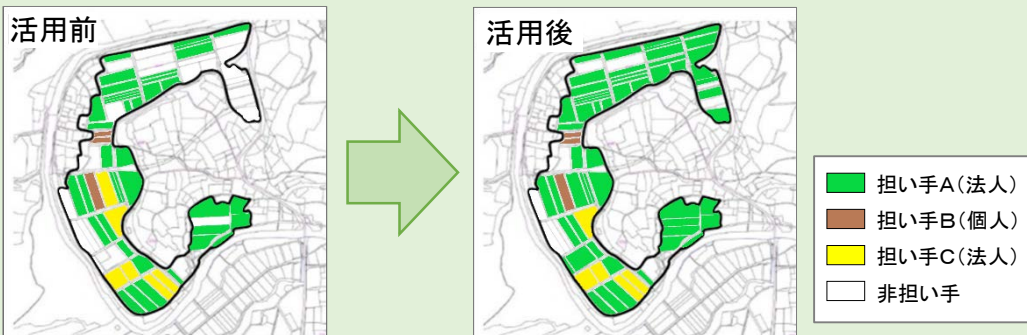 活用前
活用後
担い手A(法人)
担い手B(個人)
担い手C(法人)
非担い手